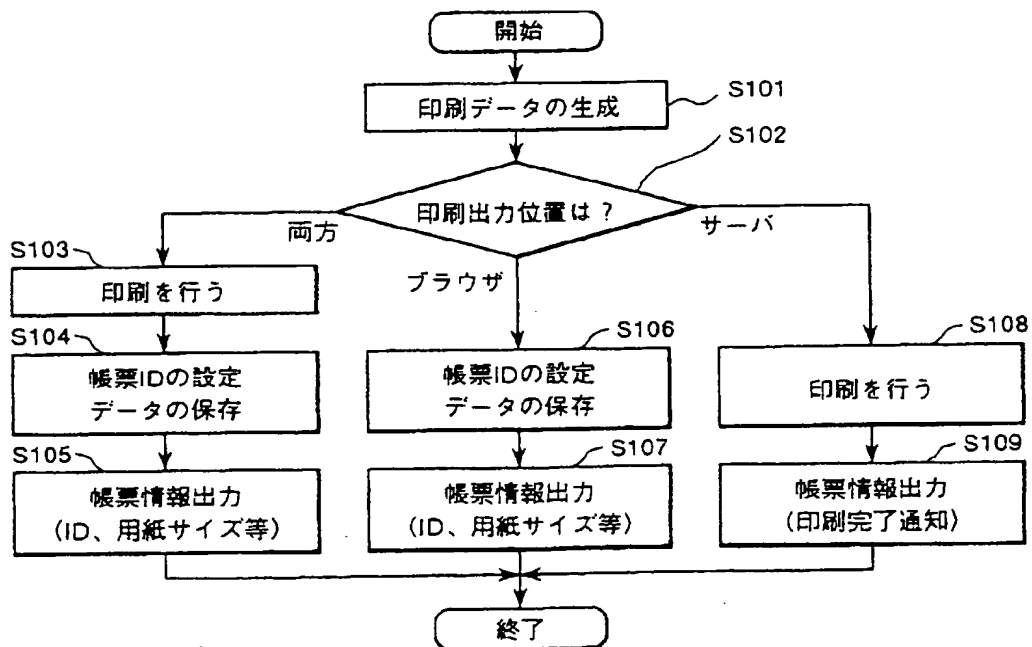 開始
印刷データの生成
S101
S102
印刷出力位置は？
両方
ブラウザ
サーバ
S103
印刷を行う
S104
帳票IDの設定
データの保存
S105
帳票情報出力
（ID、用紙サイズ等）
S106
帳票IDの設定
データの保存
S107
帳票情報出力
（ID、用紙サイズ等）
S108
印刷を行う
S109
帳票情報出力
（印刷完了通知）
終了